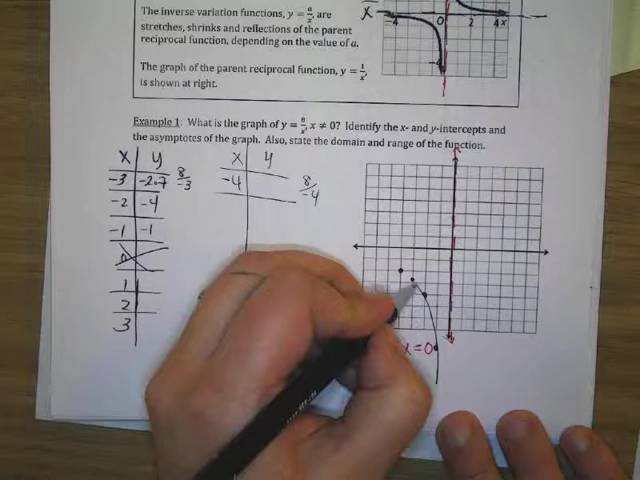 The inverse variation functions, y = a/x, are
stretches, shrinks and reflections of the parent
reciprocal function, depending on the value of a.
The graph of the parent reciprocal function, y = 1/x,
is shown at right.
x
-4 0 2 4 x
-4
Example 1: What is the graph of y = 8/x, x ≠ 0? Identify the x- and y-intercepts and
the asymptotes of the graph. Also, state the domain and range of the function.
x y
-3 -2.7 8/-3
-2 -4
-1 -1
0
1
2
3
x y
-4 8/-4
x=0